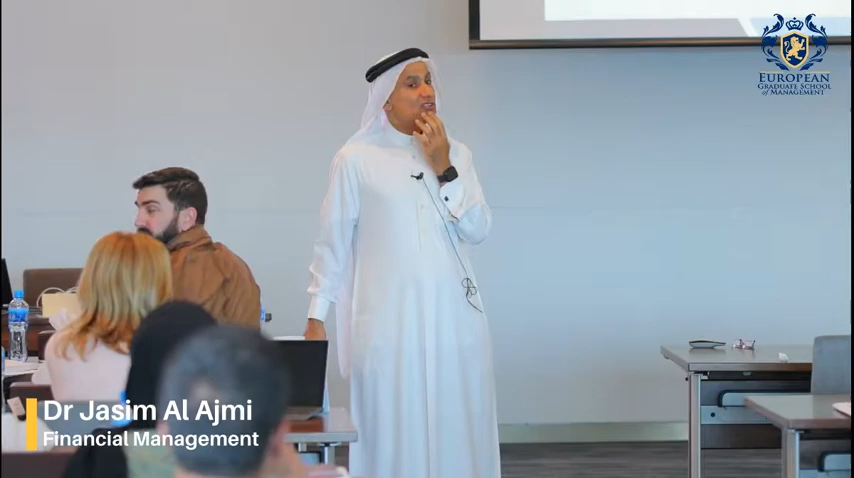 EUROPEAN
GRADUATE SCHOOL
of MANAGEMENT
Dr Jasim Al Ajmi
Financial Management